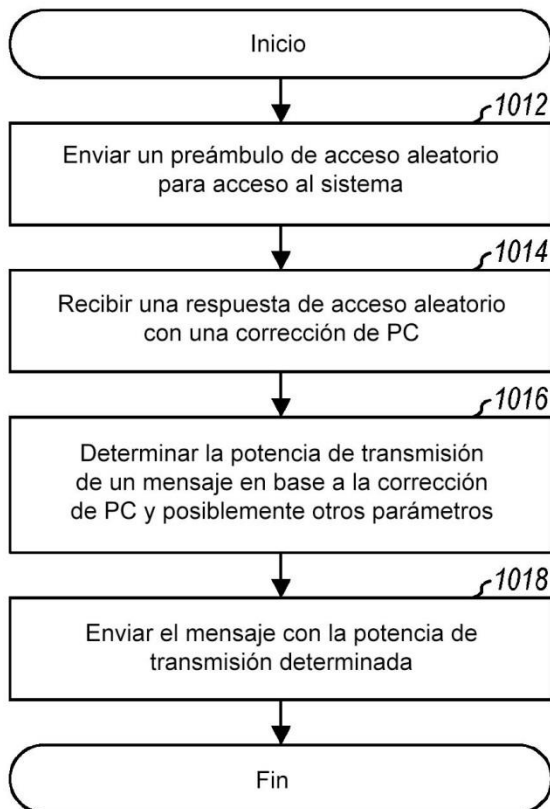 Inicio
1012
Enviar un preámbulo de acceso aleatorio
para acceso al sistema
1014
Recibir una respuesta de acceso aleatorio
con una corrección de PC
1016
Determinar la potencia de transmisión
de un mensaje en base a la corrección
de PC y posiblemente otros parámetros
1018
Enviar el mensaje con la potencia de
transmisión determinada
Fin